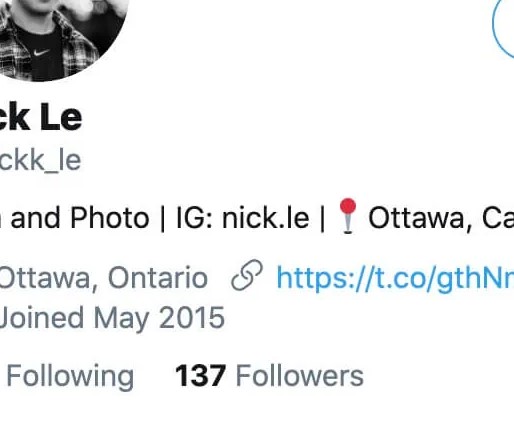 ck Le
ckk_le
and Photo | IG: nick.le | 📍 Ottawa, Ca
Ottawa, Ontario https://t.co/gthNn
Joined May 2015
Following 137 Followers